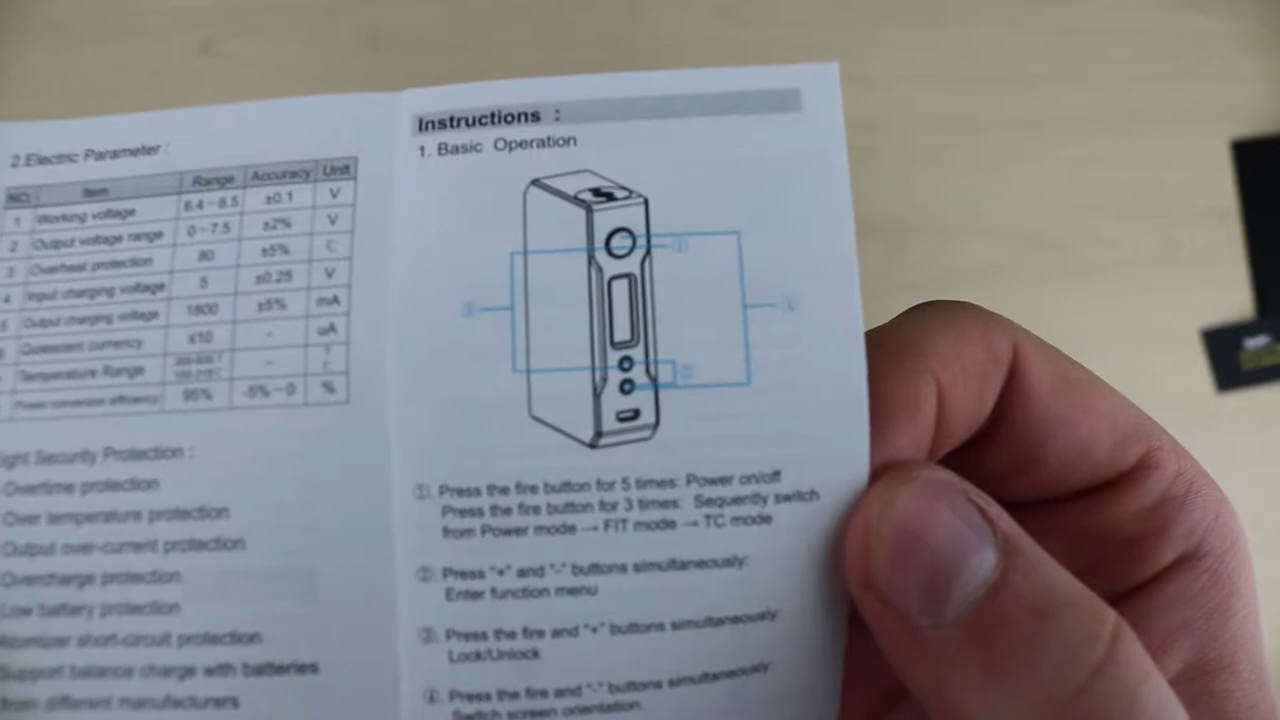 2.Electric Parameter :
NO. Item Range Accuracy Unit
1 Working voltage 6.4~8.5 ±0.1 V
2 Output voltage range 0~7.5 ±2% V
3 Overheat protection 80 ±5% C
4 Input charging voltage 5 ±0.25 V
5 Output charging voltage 1800 ±5% mA
Quiescent currency ≤10 - uA
Temperature Range -
Power conversion efficiency 95% -5%~0 %
ight Security Protection :
Overtime protection
Over temperature protection
Output over-current protection
Overcharge protection
Low battery protection
Atomizer short-circuit protection
Support balance charge with batteries
from different manufacturers
Instructions :
1. Basic Operation
①. Press the fire button for 5 times: Power on/off
Press the fire button for 3 times: Sequently switch
from Power mode → FIT mode → TC mode
②. Press "+" and "-" buttons simultaneously:
Enter function menu
③. Press the fire and "+" buttons simultaneously:
Lock/Unlock
④. Press the fire and "-" buttons simultaneously:
Switch screen orientation.